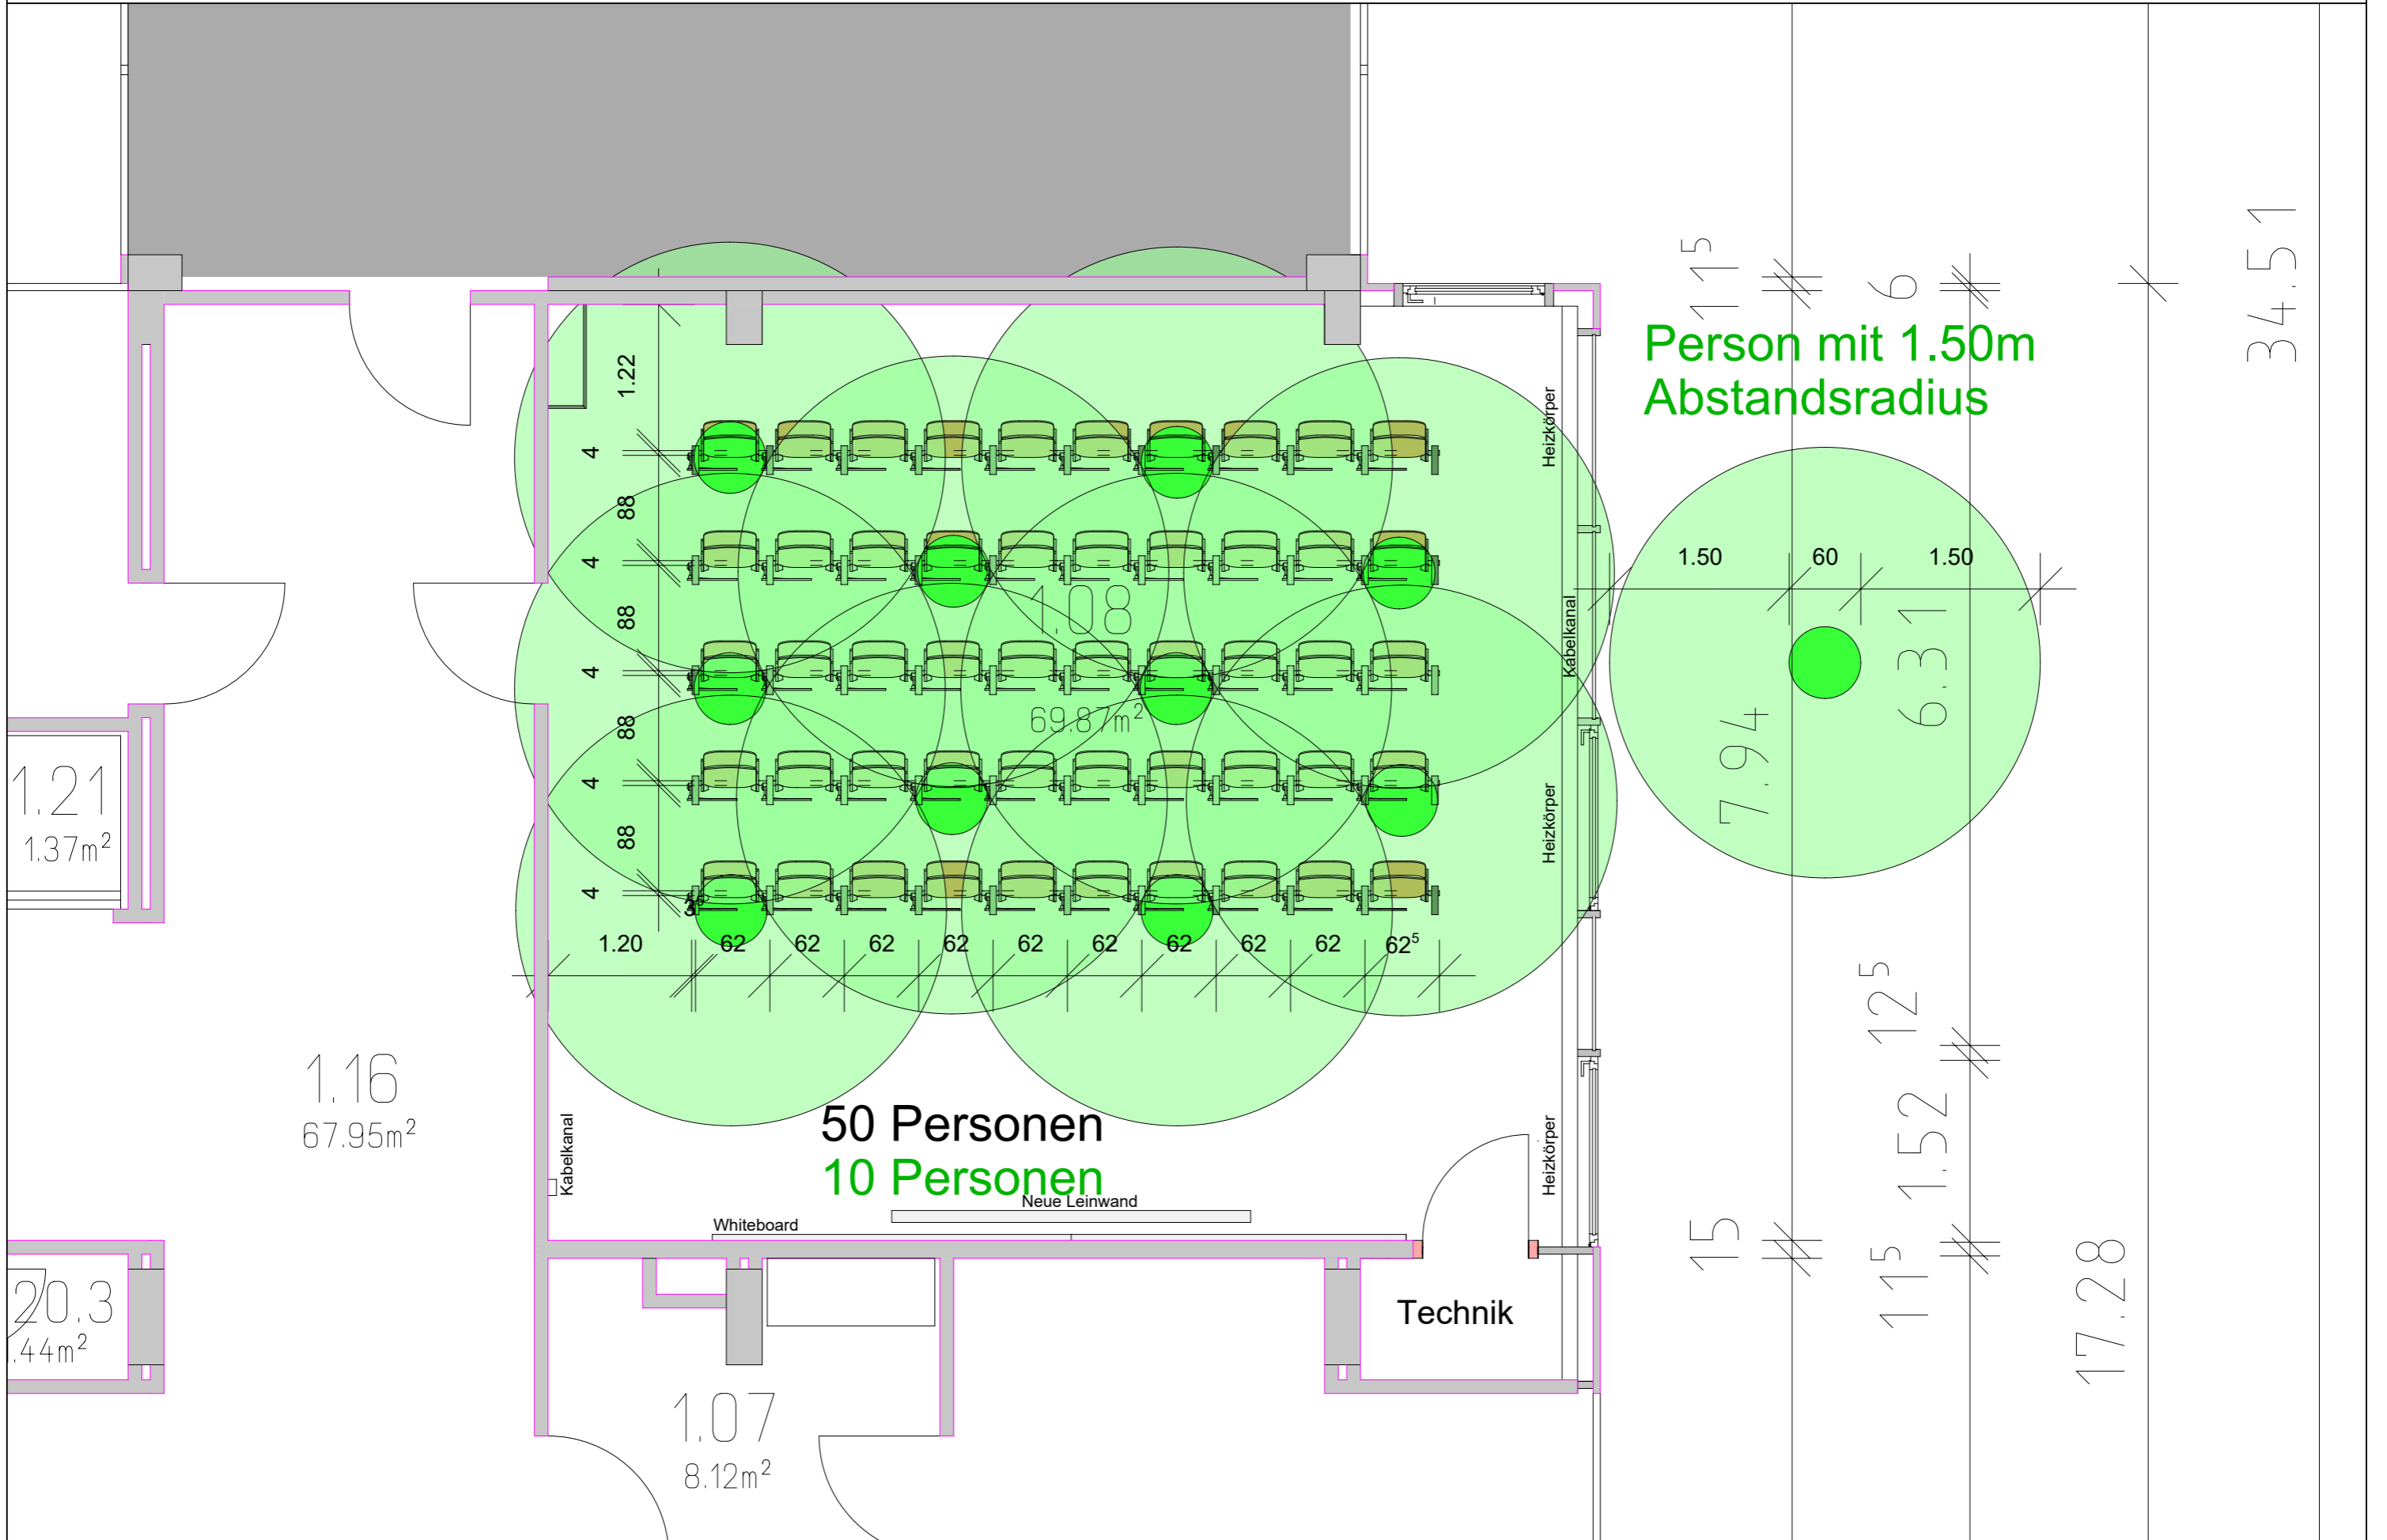 34.51
11⁵
6
Person mit 1.50m
Abstandsradius
1.22
Heizkörper
4
88
4
1.50
60
1.50
1.08
88
Kabelkanal
6.31
4
69.87m²
88
7.94
1.21
1.37m²
4
Heizkörper
88
4
1.20
62
62
62
62
62
62
62
62
62
62⁵
12⁵
1.16
67.95m²
50 Personen
10 Personen
Kabelkanal
Heizkörper
1.52
Neue Leinwand
Whiteboard
15
11⁵
17.28
20.3
.44m²
Technik
1.07
8.12m²